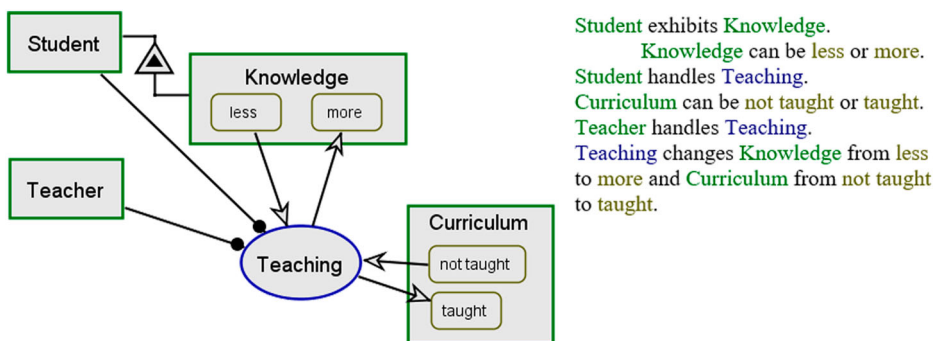 Student
Knowledge
less
more
Teacher
Teaching
Curriculum
not taught
taught
Student exhibits Knowledge.
Knowledge can be less or more.
Student handles Teaching.
Curriculum can be not taught or taught.
Teacher handles Teaching.
Teaching changes Knowledge from less
to more and Curriculum from not taught
to taught.